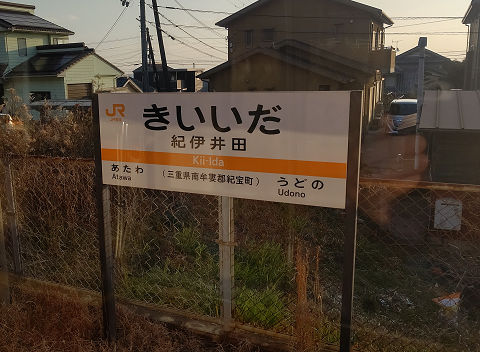 JR
きいいだ
紀伊井田
Kii-Ida
あたわ
Atawa
(三重県南牟婁郡紀宝町)
うどの
Udono